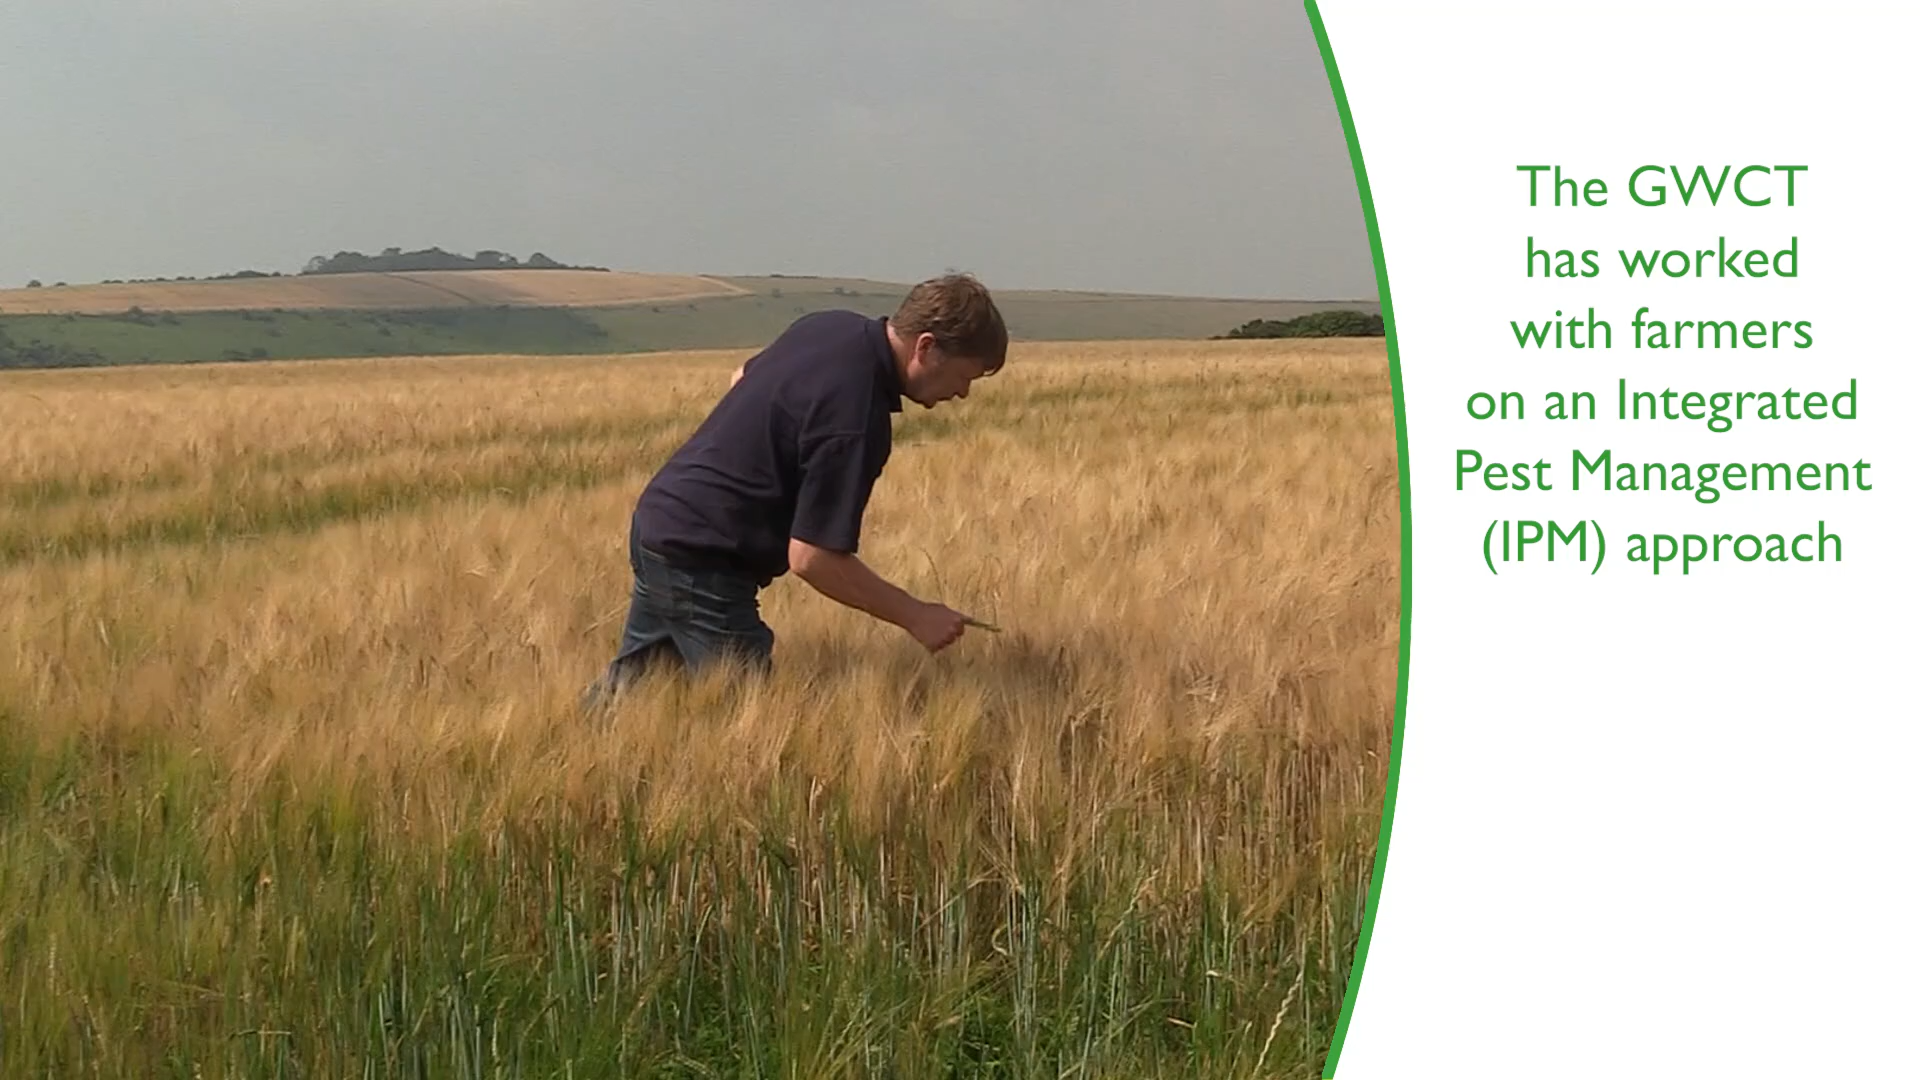 The GWCT
has worked
with farmers
on an Integrated
Pest Management
(IPM) approach